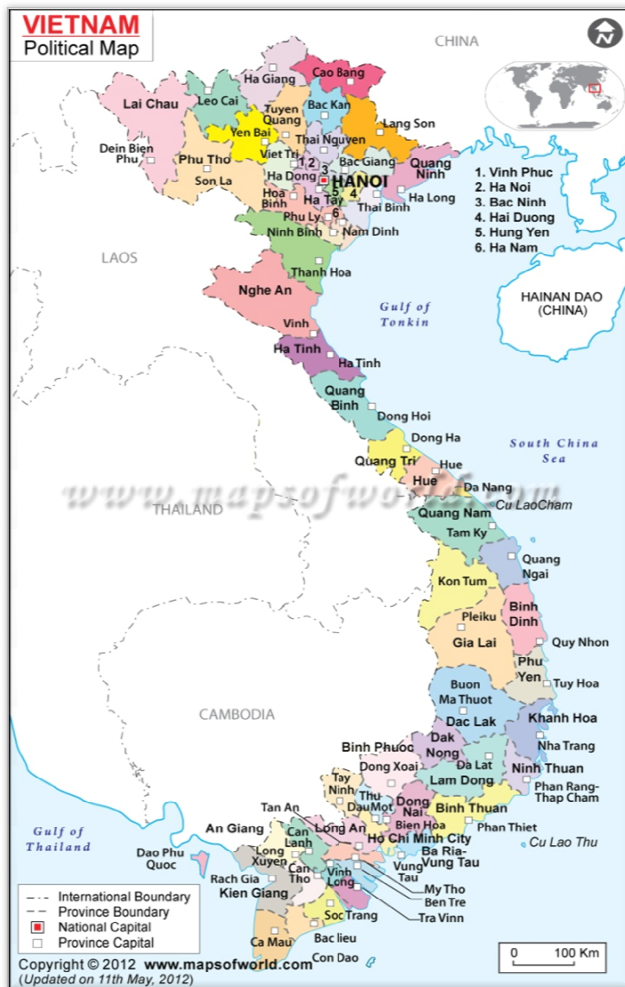 VIETNAM
Political Map
CHINA
Ha Giang
Cao Bang
Lai Chau
Leo Cai
Bac Kan
Tuyen
Quang
Lang Son
Yen Bai
Thai Nguyen
Dein Bien
Phu
Phu Tho
Viet Tri
Bac Giang
Quang
Ninh
Son La
Ha Dong
1
2
3
HANOI
4
5
Hoa
Binh
Ha Tay
Thai Binh
Ha Long
Phu Ly
6
Ninh Binh
Nam Dinh
1. Vinh Phuc
2. Ha Noi
3. Bac Ninh
4. Hai Duong
5. Hung Yen
6. Ha Nam
LAOS
Thanh Hoa
Nghe An
HAINAN DAO
(CHINA)
Gulf of
Tonkin
Vinh
Ha Tinh
Ha Tinh
Quang
Binh
Dong Hoi
Dong Ha
South China
Sea
Quang Tri
Hue
Hue
Da Nang
www.mapsofworld.com
Cu LaoCham
THAILAND
Quang Nam
Tam Ky
Quang
Ngai
Kon Tum
Binh
Dinh
Pleiku
Gia Lai
Quy Nhon
Phu
Yen
Buon
Ma Thuot
Tuy Hoa
Dac Lak
Khanh Hoa
CAMBODIA
Dak
Nong
Nha Trang
Binh Phuoc
Dong Xoai
Da Lat
Ninh Thuan
Lam Dong
Tay
Ninh
Thu
DauMot
Phan Rang-
Thap Cham
Dong
Nai
Binh Thuan
Tan An
Long An
Bien Hoa
Phan Thiet
An Giang
Can
Lanh
Ho Chi Minh City
Cu Lao Thu
Gulf of
Thailand
Ba Ria-
Vung Tau
Long
Xuyen
Vung
Tau
Dao Phu
Quoc
Rach Gia
Can
Tho
Vinh
Long
Kien Giang
My Tho
Ben Tre
Tra Vinn
Soc Trang
Ca Mau
Bac lieu
Con Dao
International Boundary
Province Boundary
National Capital
Province Capital
0 100 Km
Copyright © 2012 www.mapsofworld.com
(Updated on 11th May, 2012)
N